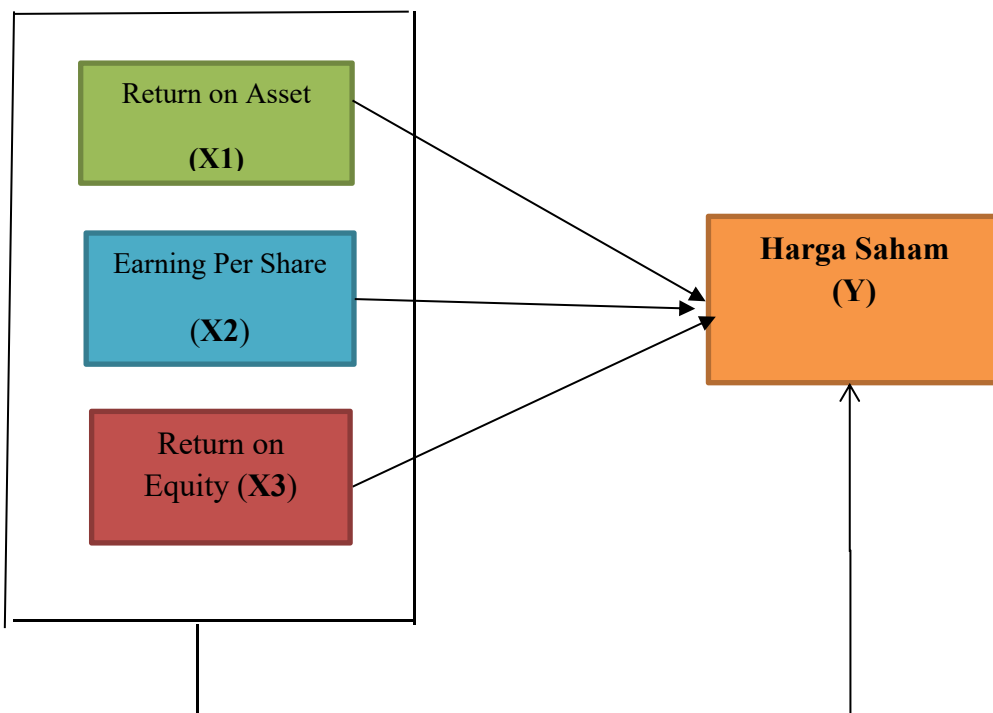 Return on Asset
(X1)
Earning Per Share
(X2)
Return on
Equity (X3)
Harga Saham
(Y)